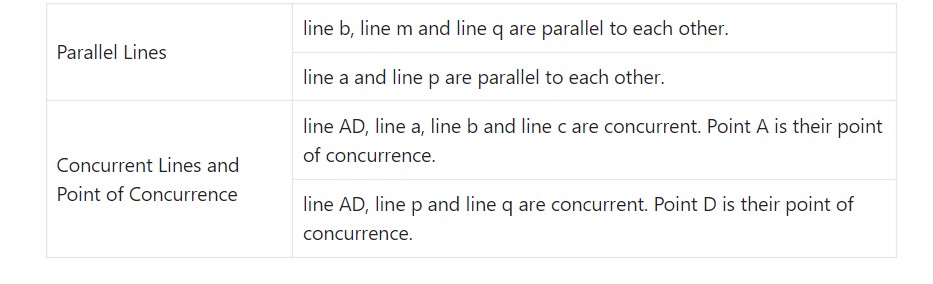 line b, line m and line q are parallel to each other.
Parallel Lines
line a and line p are parallel to each other.
line AD, line a, line b and line c are concurrent. Point A is their point
of concurrence.
Concurrent Lines and
Point of Concurrence
line AD, line p and line q are concurrent. Point D is their point of
concurrence.